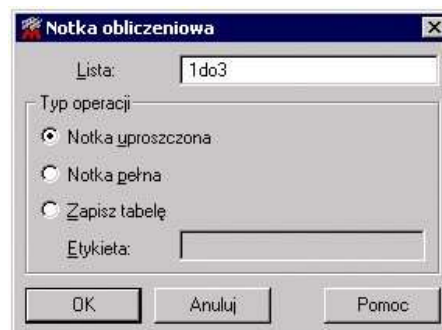 Notka obliczeniowa
Lista: 1do3
Typ operacji
Notka uproszczona
Notka pełna
Zapisz tabelę
Etykieta:
OK Anuluj Pomoc